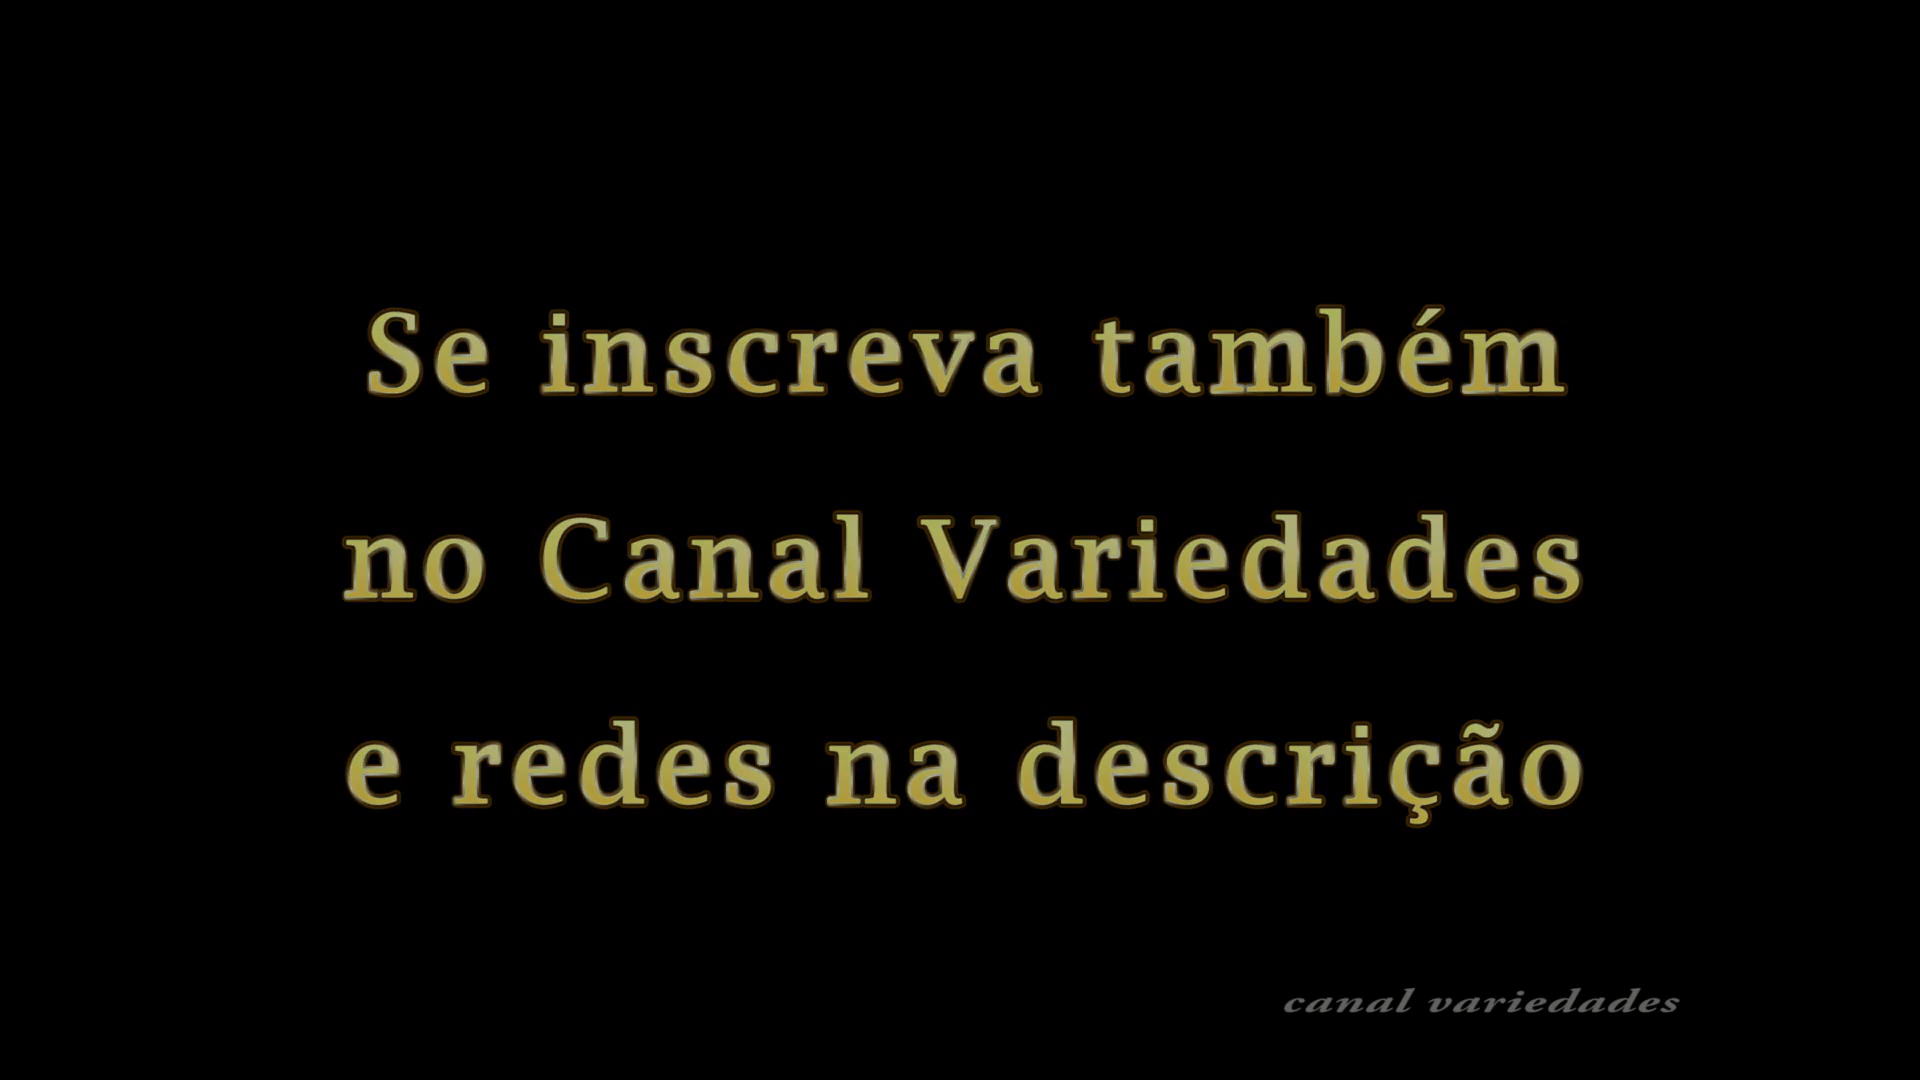 Se inscreva também
no Canal Variedades
e redes na descrição
canal variedades